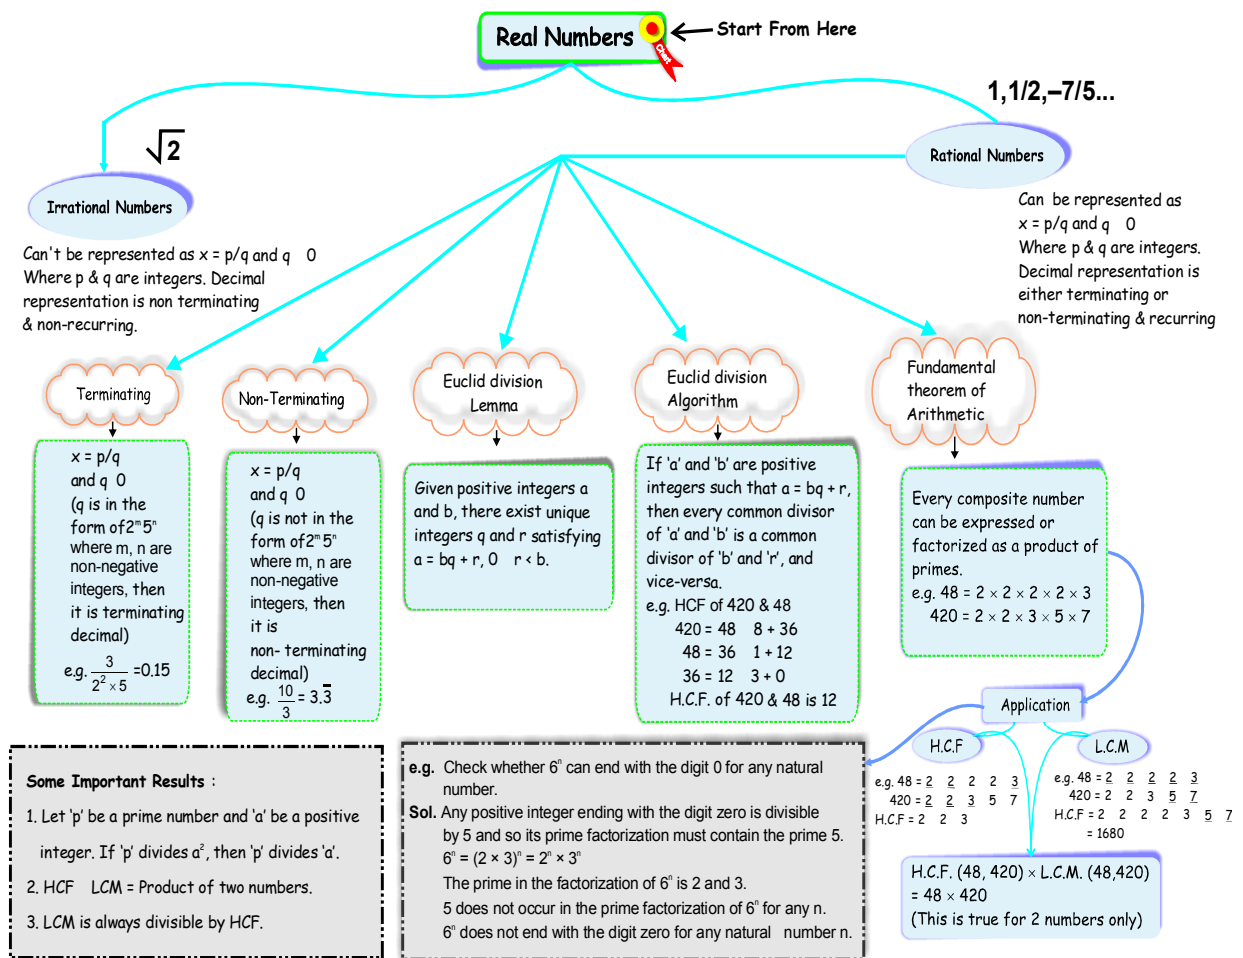 Real Numbers
Chart
Start From Here
1,1/2,–7/5...
√2
Rational Numbers
Irrational Numbers
Can be represented as
x = p/q and q 0
Where p & q are integers.
Decimal representation is
either terminating or
non-terminating & recurring
Can't be represented as x = p/q and q 0
Where p & q are integers. Decimal
representation is non terminating
& non-recurring.
Terminating
x = p/q
and q 0
(q is in the
form of 2ᵐ 5ⁿ
where m, n are
non-negative
integers, then
it is terminating
decimal)
e.g. 3/(2² × 5) =0.15
Non-Terminating
x = p/q
and q 0
(q is not in the
form of 2ᵐ 5ⁿ
where m, n are
non-negative
integers, then
it is
non- terminating
decimal)
e.g. 10/3 = 3.3̅
Euclid division
Lemma
Given positive integers a
and b, there exist unique
integers q and r satisfying
a = bq + r, 0 r < b.
Euclid division
Algorithm
If ‘a’ and ‘b’ are positive
integers such that a = bq + r,
then every common divisor
of ‘a’ and ‘b’ is a common
divisor of ‘b’ and ‘r’, and
vice-versa.
e.g. HCF of 420 & 48
420 = 48 8 + 36
48 = 36 1 + 12
36 = 12 3 + 0
H.C.F. of 420 & 48 is 12
Fundamental
theorem of
Arithmetic
Every composite number
can be expressed or
factorized as a product of
primes.
e.g. 48 = 2 × 2 × 2 × 2 × 3
420 = 2 × 2 × 3 × 5 × 7
Application
H.C.F
e.g. 48 = 2 2 2 2 3
420 = 2 2 3 5 7
H.C.F = 2 2 3
L.C.M
e.g. 48 = 2 2 2 2 3
420 = 2 2 3 5 7
H.C.F = 2 2 2 2 3 5 7
= 1680
H.C.F. (48, 420) × L.C.M. (48,420)
= 48 × 420
(This is true for 2 numbers only)
Some Important Results :
1. Let ‘p’ be a prime number and ‘a’ be a positive
integer. If ‘p’ divides a², then ‘p’ divides ‘a’.
2. HCF LCM = Product of two numbers.
3. LCM is always divisible by HCF.
e.g. Check whether 6ⁿ can end with the digit 0 for any natural
number.
Sol. Any positive integer ending with the digit zero is divisible
by 5 and so its prime factorization must contain the prime 5.
6ⁿ = (2 × 3)ⁿ = 2ⁿ × 3ⁿ
The prime in the factorization of 6ⁿ is 2 and 3.
5 does not occur in the prime factorization of 6ⁿ for any n.
6ⁿ does not end with the digit zero for any natural number n.